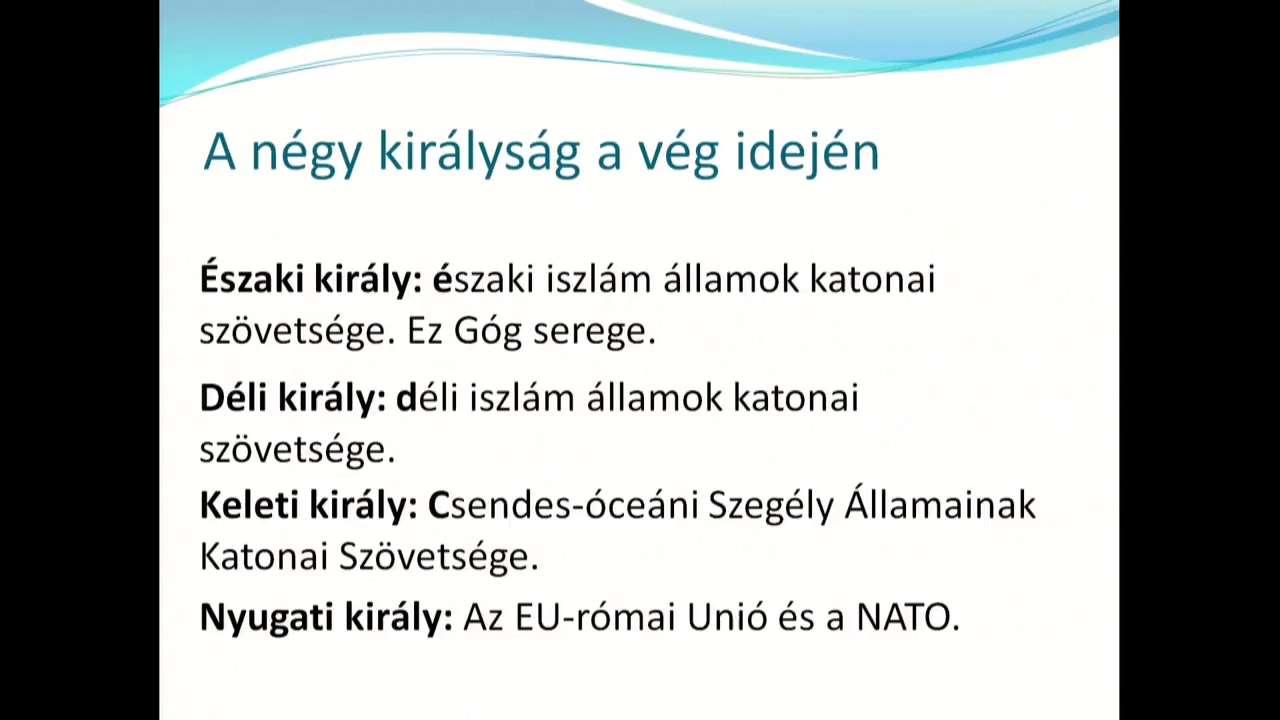 A négy királyság a vég idején
Északi király: északi iszlám államok katonai
szövetsége. Ez Góg serege.
Déli király: déli iszlám államok katonai
szövetsége.
Keleti király: Csendes-óceáni Szegély Államainak
Katonai Szövetsége.
Nyugati király: Az EU-római Unió és a NATO.